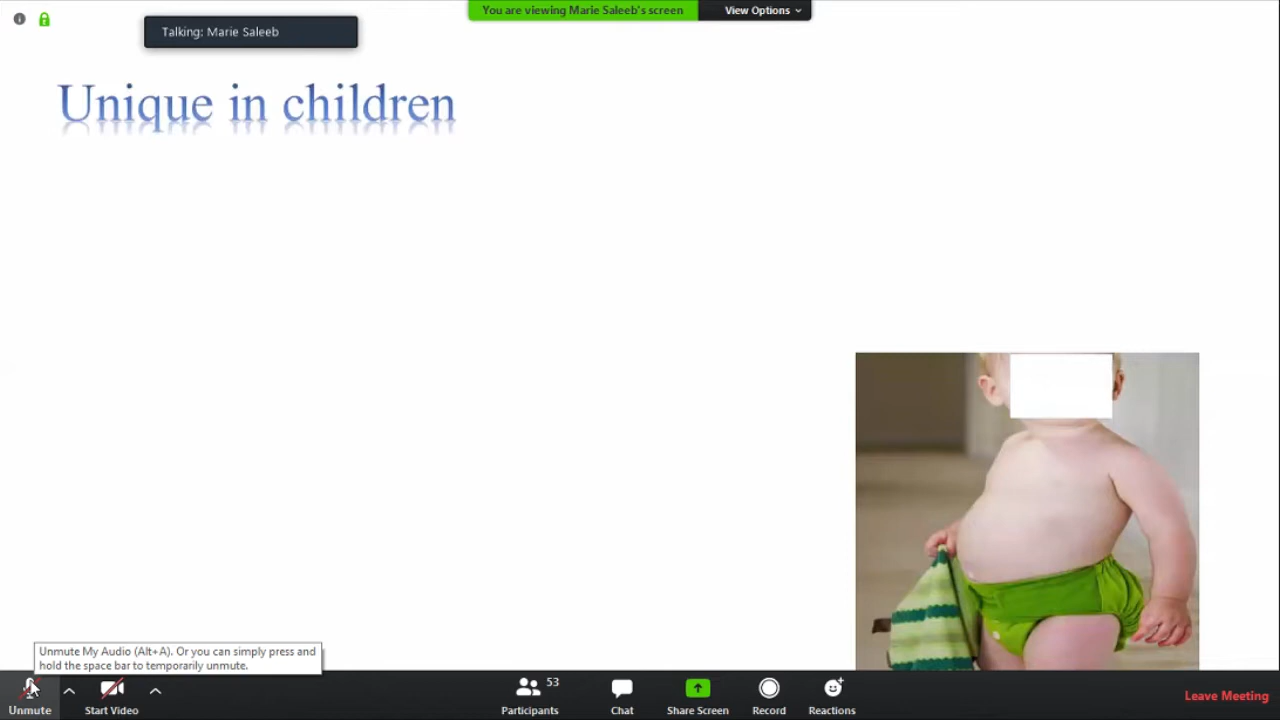 You are viewing Marie Saleeb's screen
View Options
Talking: Marie Saleeb
Unique in children
Unmute My Audio (Alt+A). Or you can simply press and
hold the space bar to temporarily unmute.
Unmute
Start Video
Participants
53
Chat
Share Screen
Record
Reactions
Leave Meeting